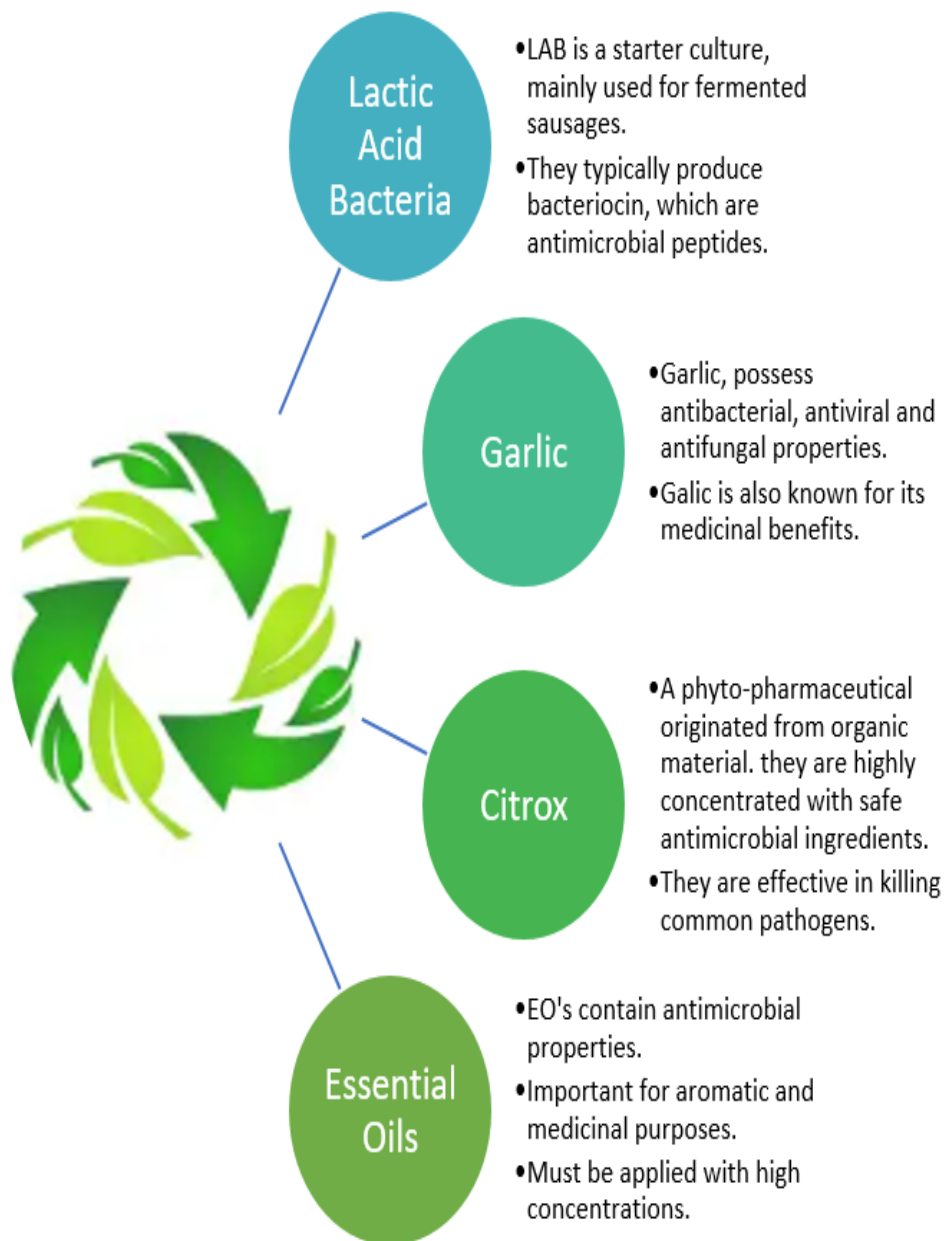 Lactic
Acid
Bacteria
•LAB is a starter culture,
mainly used for fermented
sausages.
•They typically produce
bacteriocin, which are
antimicrobial peptides.
Garlic
•Garlic, possess
antibacterial, antiviral and
antifungal properties.
•Galic is also known for its
medicinal benefits.
Citrox
•A phyto-pharmaceutical
originated from organic
material. they are highly
concentrated with safe
antimicrobial ingredients.
•They are effective in killing
common pathogens.
Essential
Oils
•EO's contain antimicrobial
properties.
•Important for aromatic and
medicinal purposes.
•Must be applied with high
concentrations.